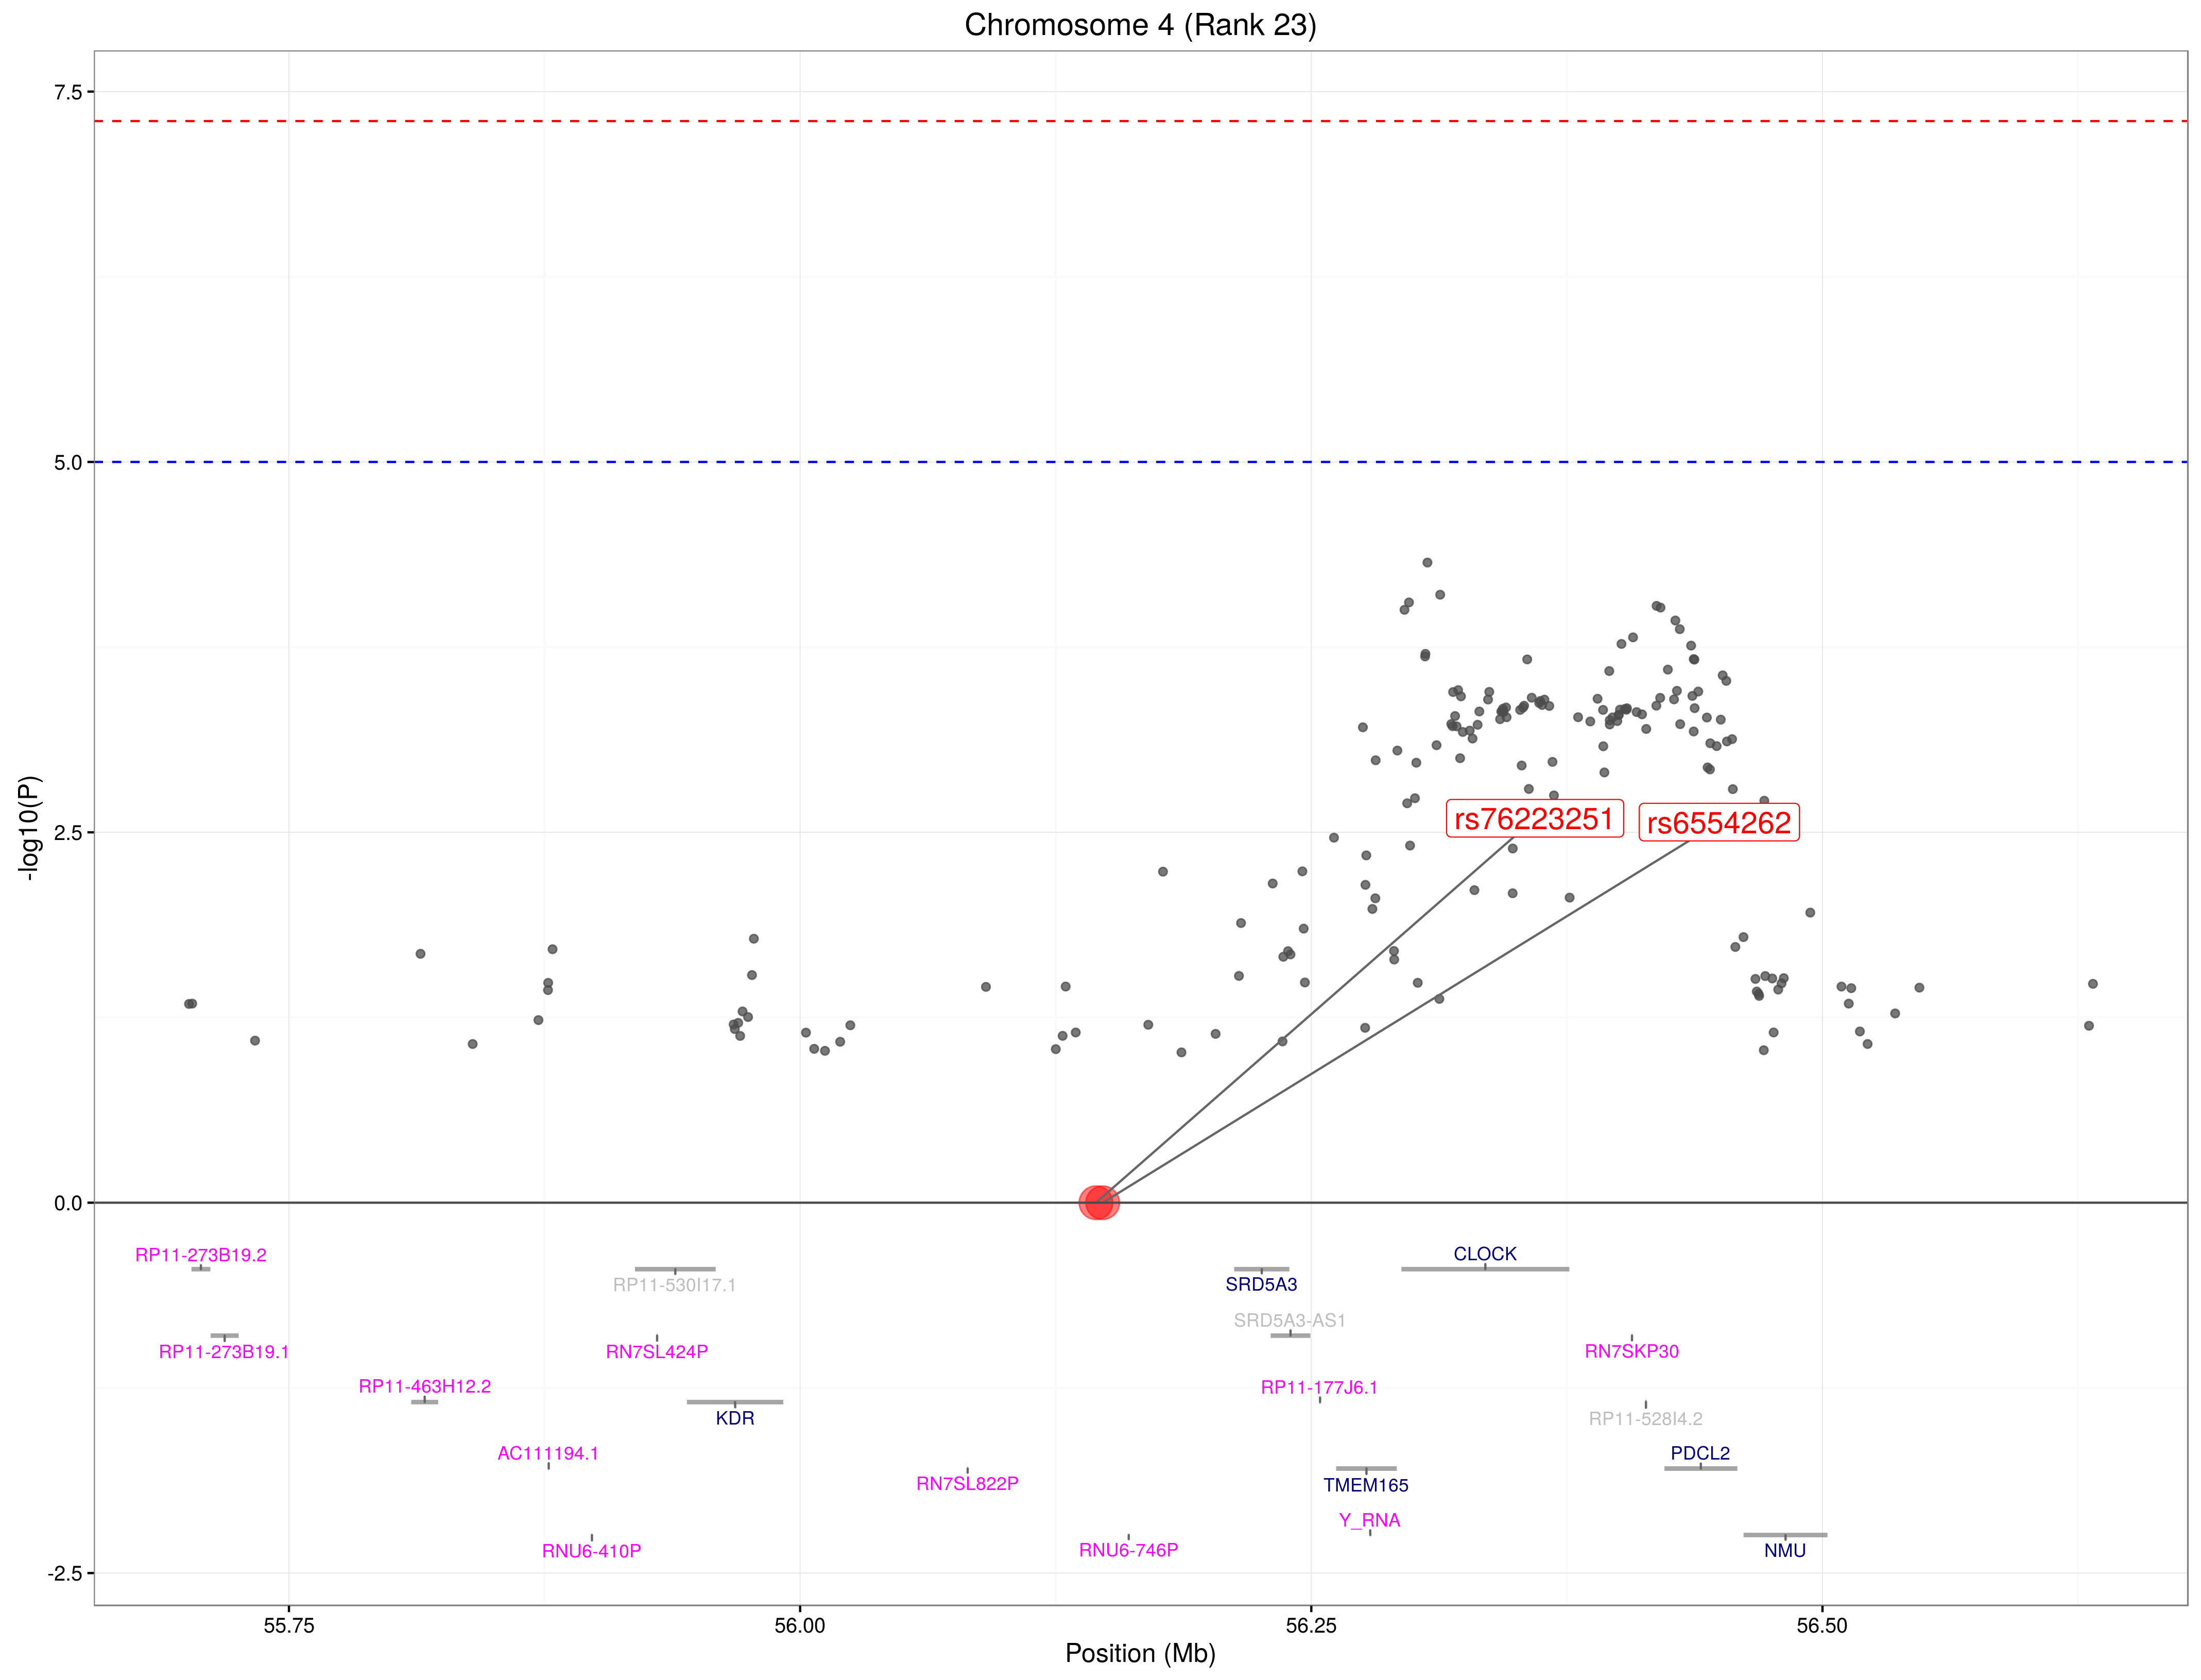 Chromosome 4 (Rank 23)
7.5
5.0
2.5
0.0
-2.5
-log10(P)
rs76223251
rs6554262
RP11-273B19.2
CLOCK
RP11-530I17.1
SRD5A3
SRD5A3-AS1
RP11-273B19.1
RN7SL424P
RN7SKP30
RP11-463H12.2
RP11-177J6.1
KDR
RP11-528I4.2
AC111194.1
PDCL2
RN7SL822P
TMEM165
Y_RNA
RNU6-410P
RNU6-746P
NMU
55.75
56.00
56.25
56.50
Position (Mb)